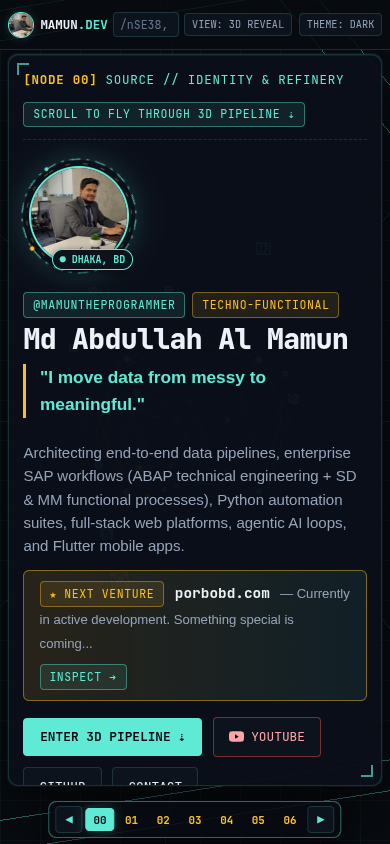 MAMUN.DEV /nSE38, VIEW: 3D REVEAL THEME: DARK
[NODE 00] SOURCE // IDENTITY & REFINERY
SCROLL TO FLY THROUGH 3D PIPELINE ↓
DHAKA, BD
@MAMUNTHEPROGRAMMER TECHNO-FUNCTIONAL
Md Abdullah Al Mamun
"I move data from messy to
meaningful."
Architecting end-to-end data pipelines, enterprise
SAP workflows (ABAP technical engineering + SD
& MM functional processes), Python automation
suites, full-stack web platforms, agentic AI loops,
and Flutter mobile apps.
★ NEXT VENTURE porbobd.com — Currently
in active development. Something special is
coming...
INSPECT →
ENTER 3D PIPELINE ↓ YOUTUBE
GITHUB CONTACT
◀ 00 01 02 03 04 05 06 ▶